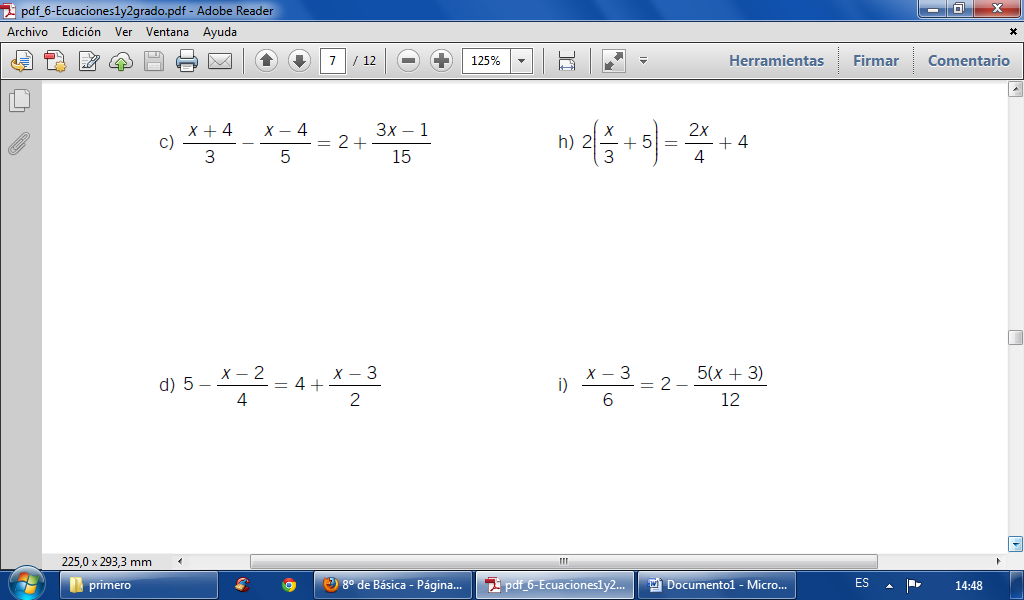 pdf_6-Ecuaciones1y2grado.pdf - Adobe Reader
Archivo Edición Ver Ventana Ayuda
7 / 12 125% Herramientas Firmar Comentario
c) (x + 4)/3 − (x − 4)/5 = 2 + (3x − 1)/15
h) 2(x/3 + 5) = 2x/4 + 4
d) 5 − (x − 2)/4 = 4 + (x − 3)/2
i) (x − 3)/6 = 2 − 5(x + 3)/12
225,0 x 293,3 mm
primero 8º de Básica - Página... pdf_6-Ecuaciones1y2... Documento1 - Micro... ES 14:48